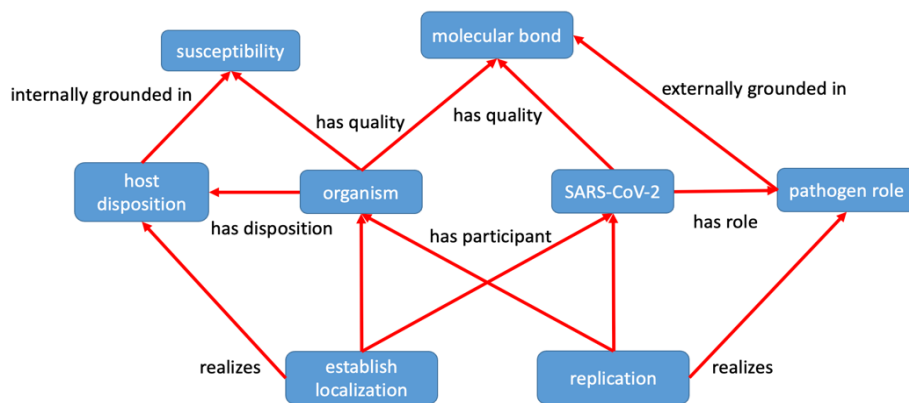 molecular bond
susceptibility
internally grounded in
externally grounded in
has quality
has quality
host
disposition
organism
SARS-CoV-2
pathogen role
has disposition
has participant
has role
realizes
establish
localization
replication
realizes